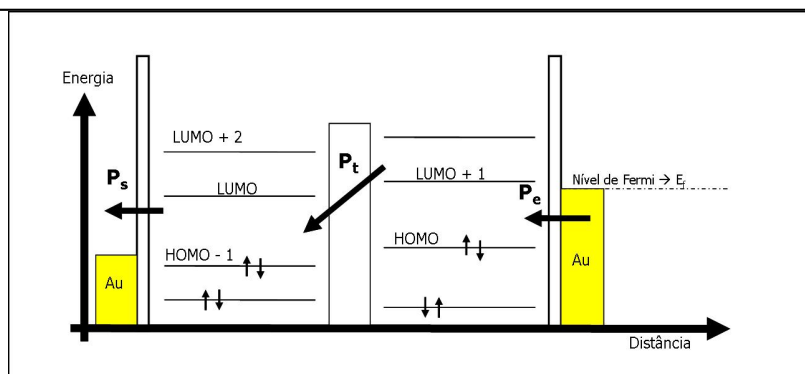 Energia
LUMO + 2
P_t
P_s
LUMO
LUMO + 1
P_e
Nível de Fermi → E_f
HOMO
HOMO - 1
Au
Au
Distância